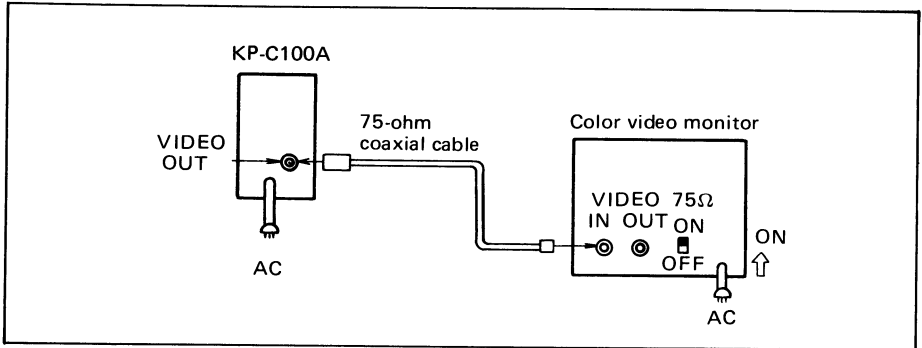 KP-C100A
VIDEO
OUT
75-ohm
coaxial cable
AC
Color video monitor
VIDEO 75Ω
IN OUT ON
OFF
ON
AC